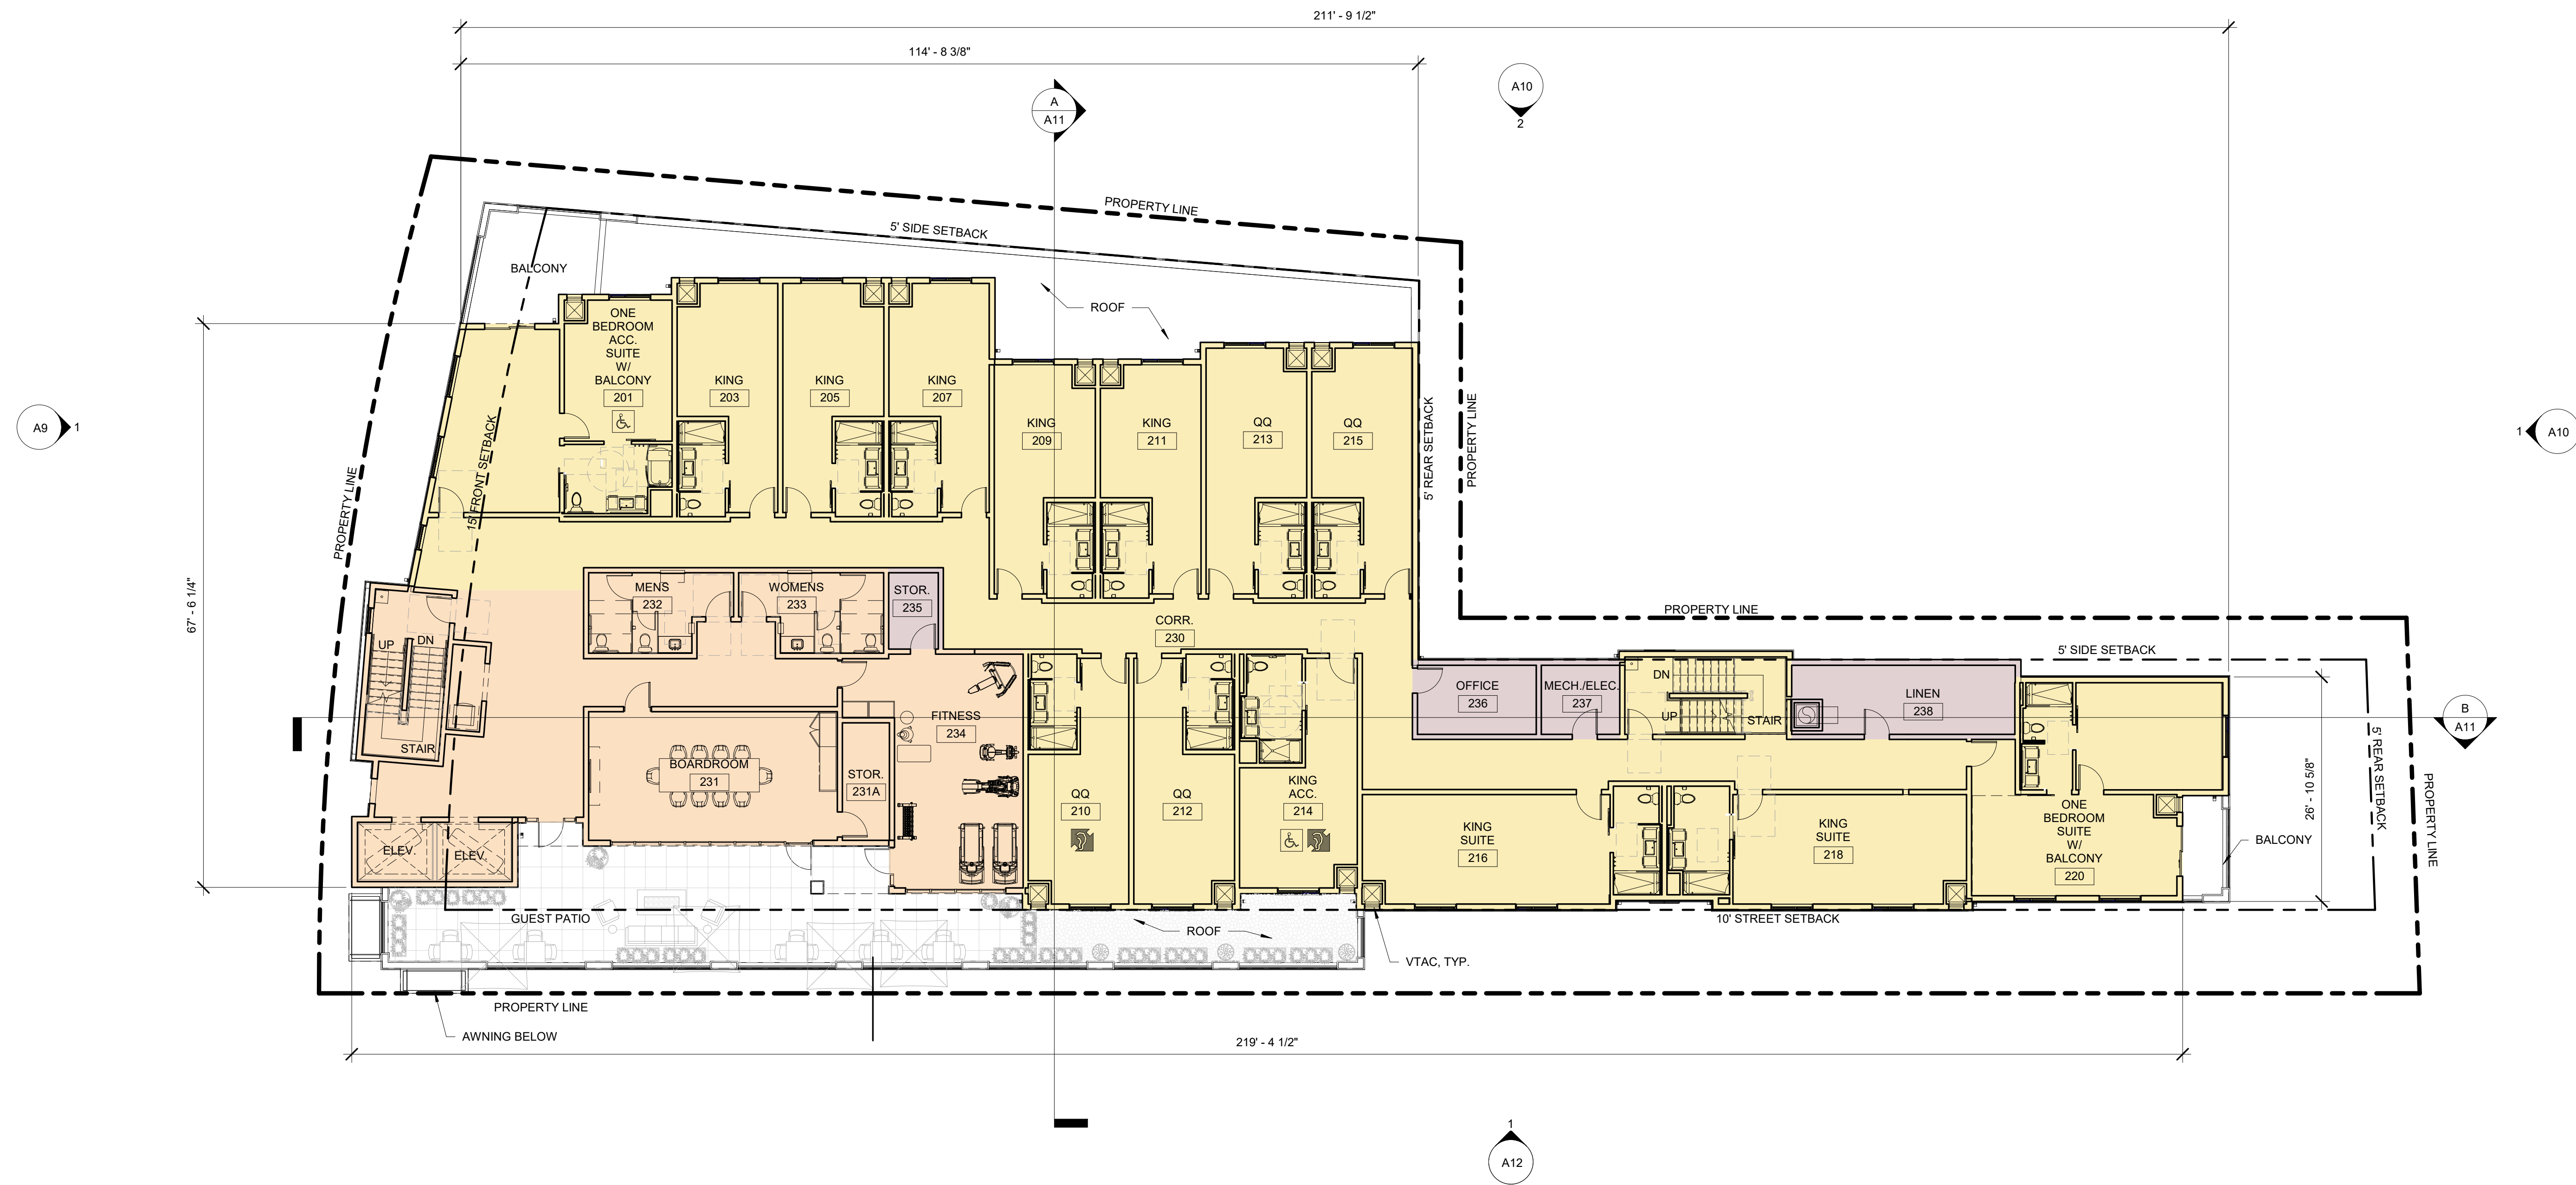 211' - 9 1/2"
114' - 8 3/8"
A
A11
A10
2
PROPERTY LINE
5' SIDE SETBACK
BALCONY
ROOF
ONE
BEDROOM
ACC.
SUITE
W/
BALCONY
201
KING
203
KING
205
KING
207
KING
209
KING
211
QQ
213
QQ
215
5' REAR SETBACK
PROPERTY LINE
A9
1
1
A10
PROPERTY LINE
15' FRONT SETBACK
67' - 6 1/4"
MENS
232
WOMENS
233
STOR.
235
CORR.
230
PROPERTY LINE
5' SIDE SETBACK
UP
DN
STAIR
OFFICE
236
MECH./ELEC.
237
DN
UP
STAIR
LINEN
238
B
A11
FITNESS
234
BOARDROOM
231
STOR.
231A
QQ
210
QQ
212
KING
ACC.
214
KING
SUITE
216
KING
SUITE
218
ONE
BEDROOM
SUITE
W/
BALCONY
220
26' - 10 5/8"
5' REAR SETBACK
PROPERTY LINE
BALCONY
ELEV.
ELEV.
GUEST PATIO
ROOF
10' STREET SETBACK
VTAC, TYP.
PROPERTY LINE
AWNING BELOW
219' - 4 1/2"
1
A12